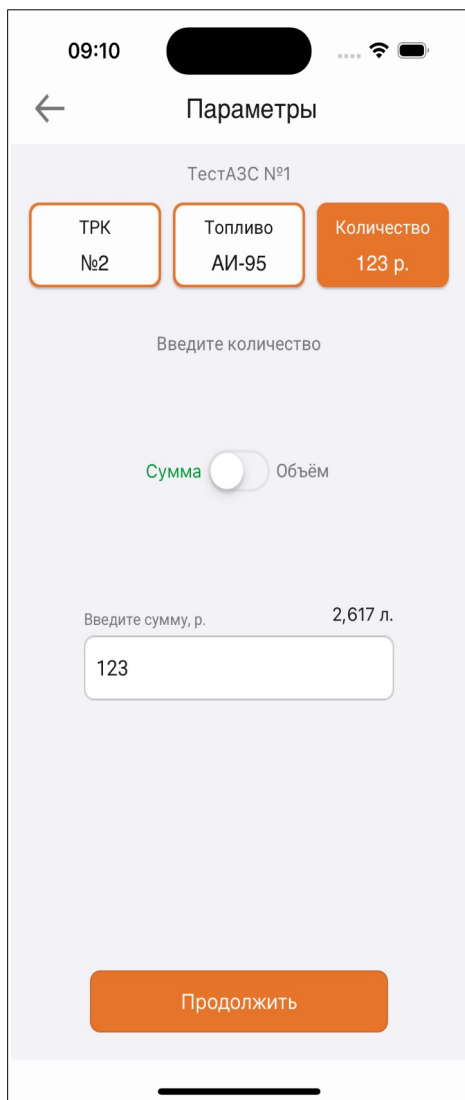 09:10
Параметры
ТестАЗС №1
ТРК
№2
Топливо
АИ-95
Количество
123 р.
Введите количество
Сумма
Объём
Введите сумму, р.
2,617 л.
123
Продолжить